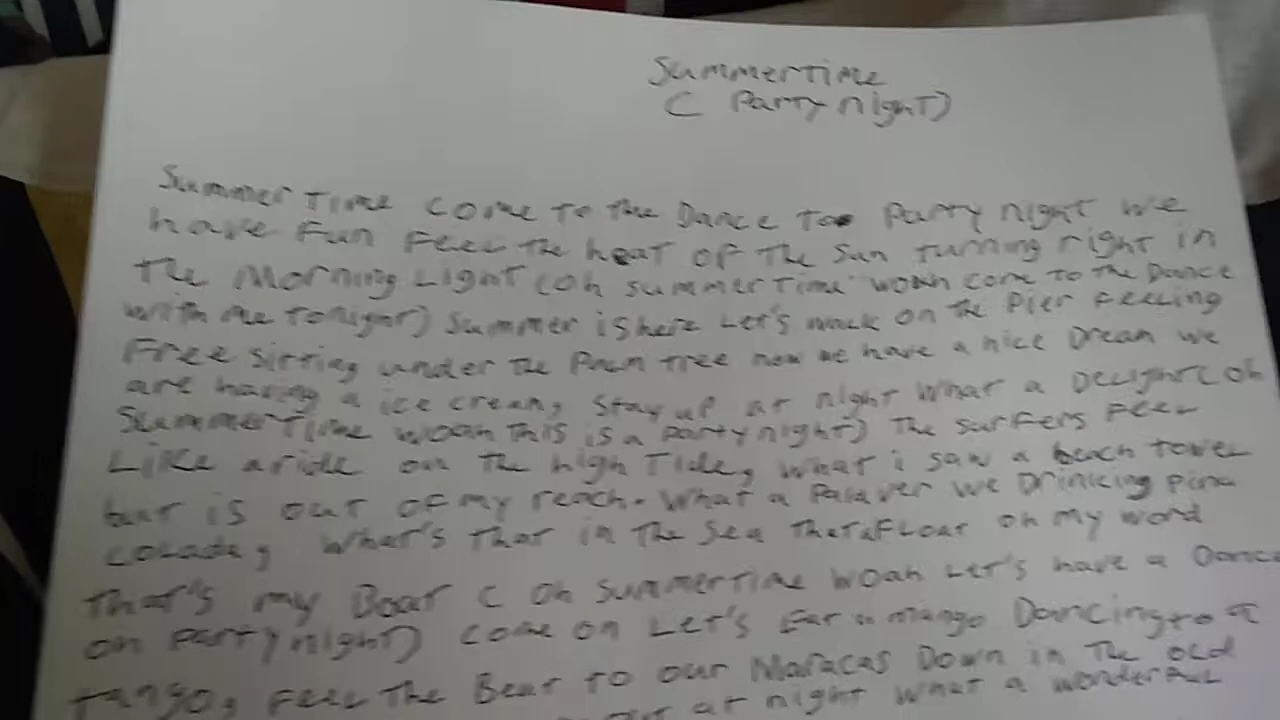 Summertime
( Party night)
Summer Time come to the Dance to Party night we
have fun feel the heat of the sun turning right in
the Morning Light (oh summer time woah come to the Dance
with me tonight) summer is here Let's walk on the Pier feeling
free sitting under the Palm tree now we have a nice Dream we
are having a ice cream, stay up at night what a Delight (oh
Summertime woah this is a party night) The surfers feel
Like a ride on the high Tide, what i saw a beach towel
but is out of my reach. What a Palaver we Drinking pina
colada, what's that in the sea that a Float oh my word
that's my Boat ( oh summertime woah Let's have a Dance
on party night) come on Let's eat a mango Dancing to a
tango, feel the Beat to our Maracas Down in the old
out at night what a wonderful